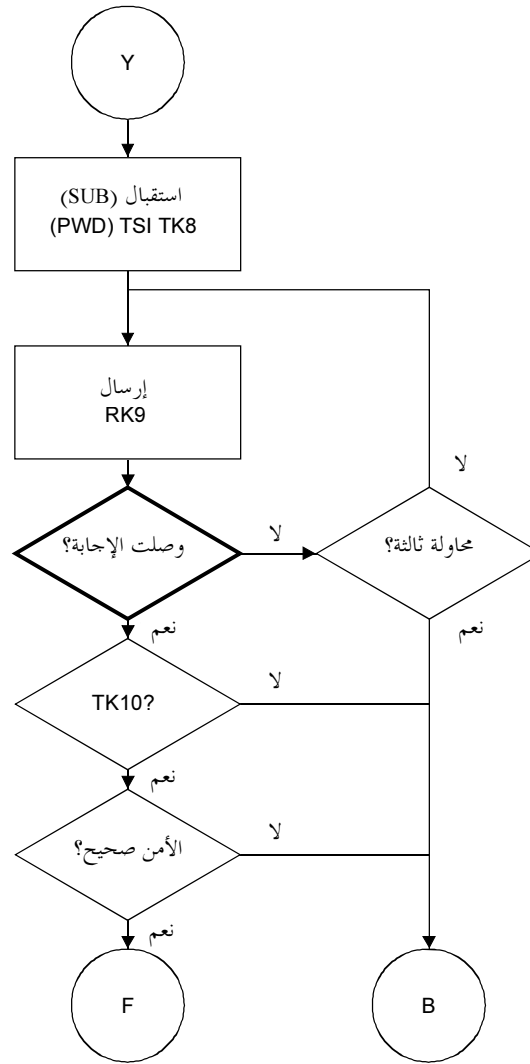 Y
استقبال (SUB)
(PWD) TSI TK8
إرسال
RK9
لا
وصلت الإجابة؟
لا
محاولة ثالثة؟
نعم
نعم
TK10?
لا
نعم
الأمن صحيح؟
لا
نعم
F
B